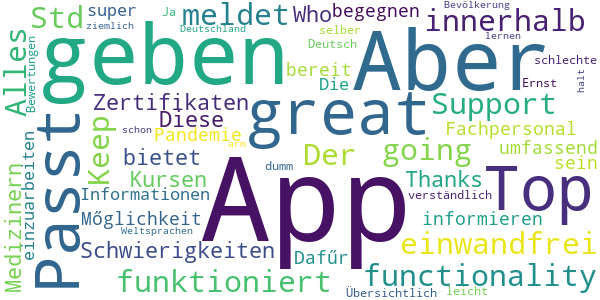 Std
super
Ja
meldet
Who
begegnen
Bevölkerung
innerhalb
ziemlich
Deutschland
selber
lernen
Alles
Bewertungen
geben
Deutsch
Aber
schlechte
bereit
Die
Ernst
halt
Zertifikaten
great
Support
Passt
Keep
Diese
schon
Pandemie
arm
Fachpersonal
einzuarbeiten
bietet
Der
going
umfassend
sein
Medizinern
Kursen
dumm
App
Thanks
Top
Informationen
verständlich
Möglichkeit
informieren
Weltsprachen
Schwierigkeiten
Dafűr
einwandfrei
funktioniert
functionality
Übersichtlich
leicht